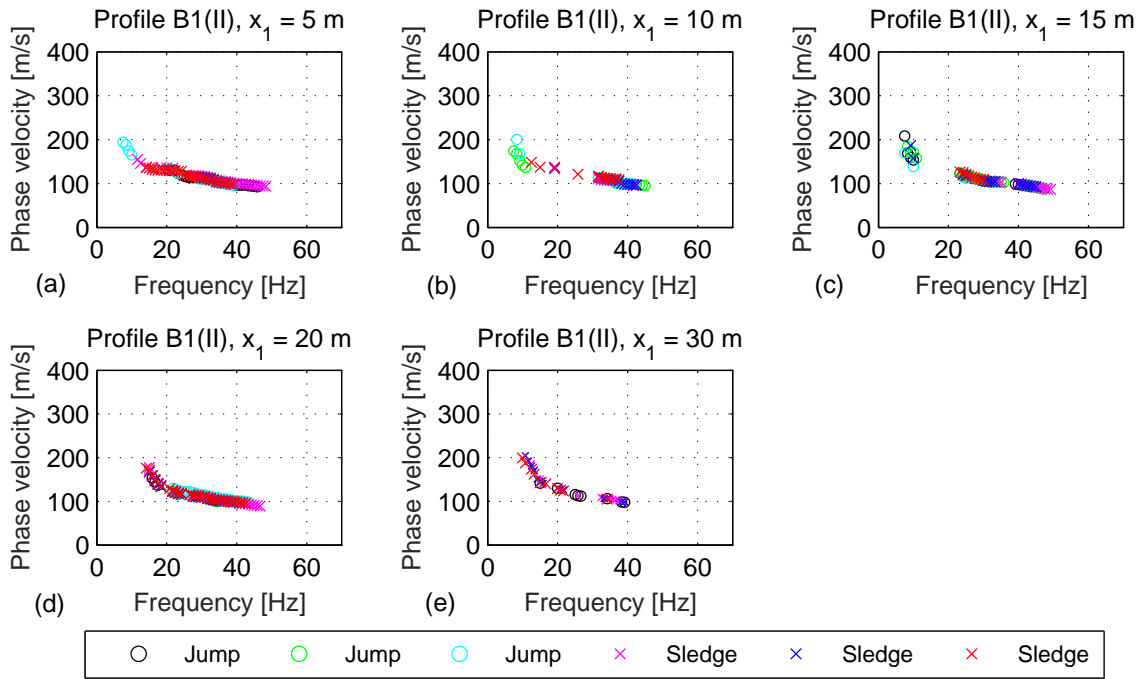 Profile B1(II), x1 = 5 m
Profile B1(II), x1 = 10 m
Profile B1(II), x1 = 15 m
Phase velocity [m/s]
400
300
200
100
0
0 20 40 60
Frequency [Hz]
(a)
Phase velocity [m/s]
400
300
200
100
0
0 20 40 60
Frequency [Hz]
(b)
Phase velocity [m/s]
400
300
200
100
0
0 20 40 60
Frequency [Hz]
(c)
Profile B1(II), x1 = 20 m
Profile B1(II), x1 = 30 m
Phase velocity [m/s]
400
300
200
100
0
0 20 40 60
Frequency [Hz]
(d)
Phase velocity [m/s]
400
300
200
100
0
0 20 40 60
Frequency [Hz]
(e)
Jump Jump Jump Sledge Sledge Sledge